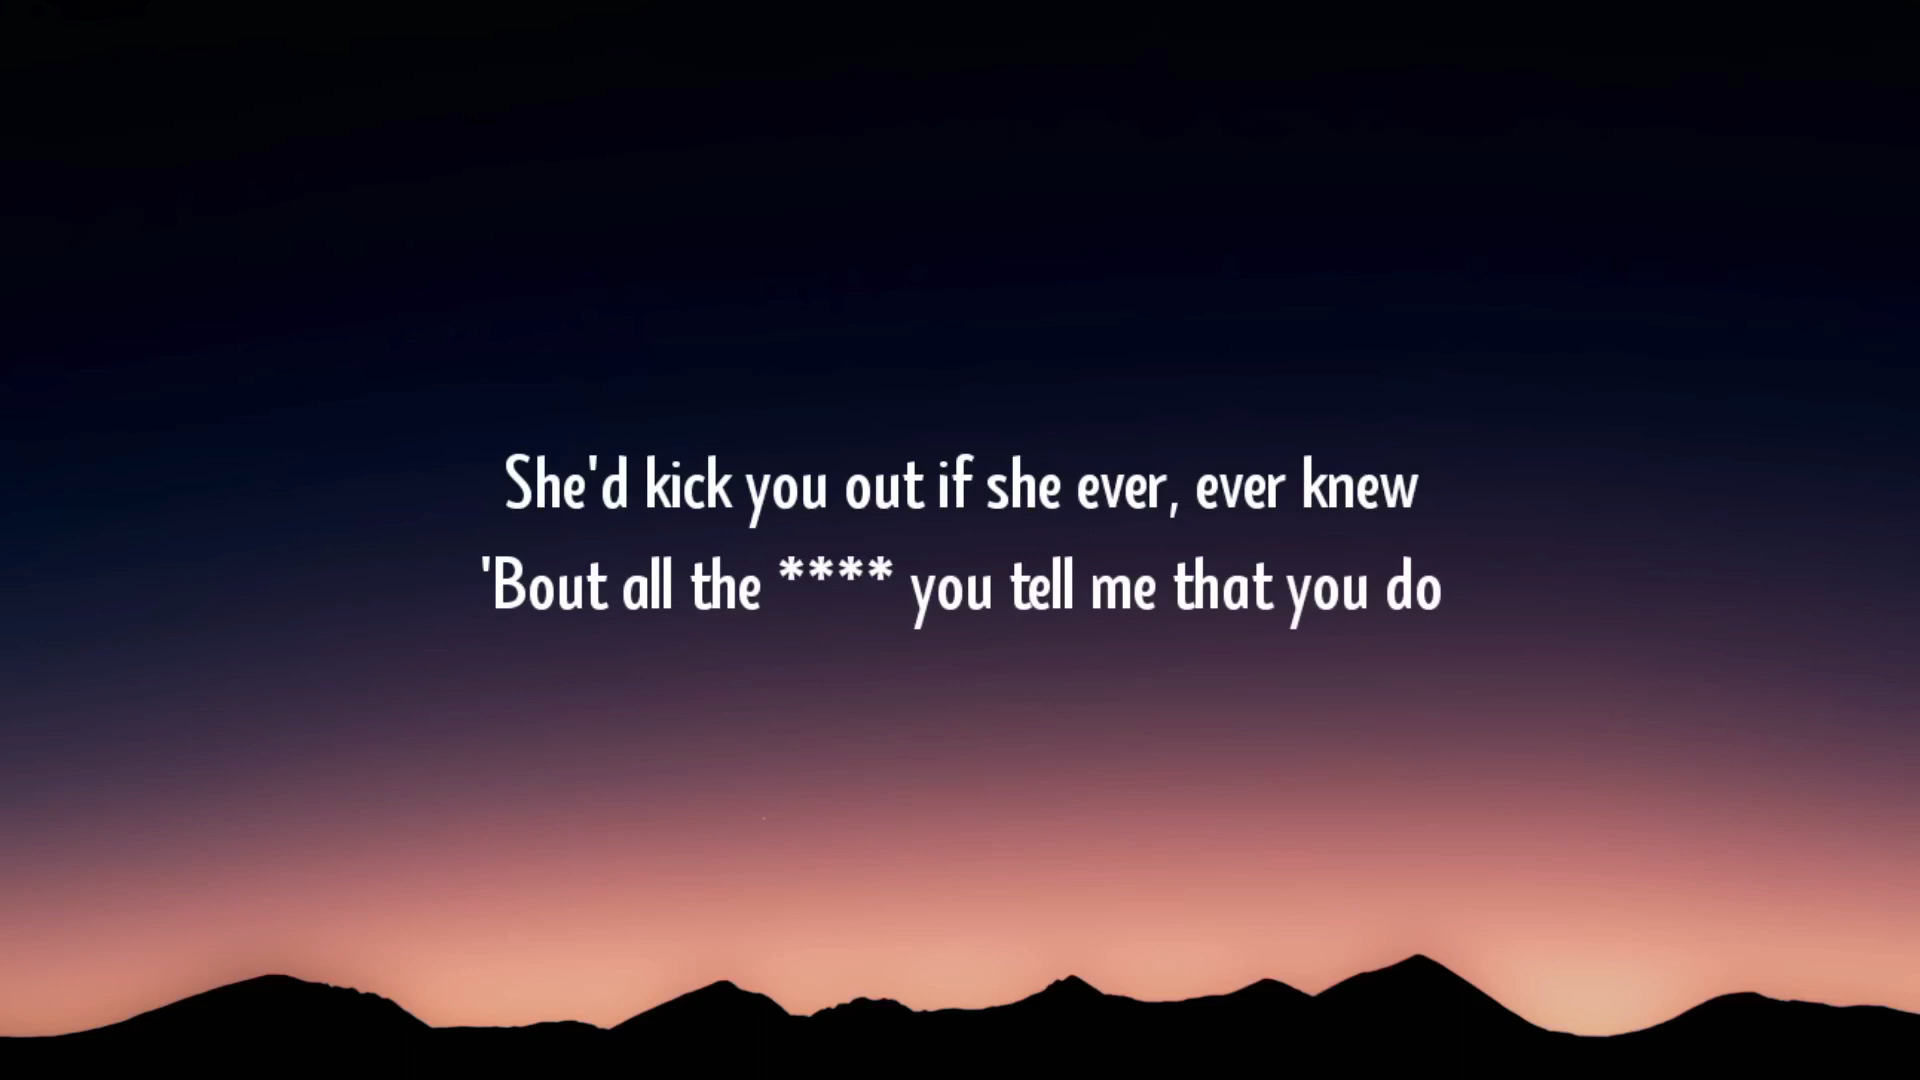 She'd kick you out if she ever, ever knew
'Bout all the **** you tell me that you do